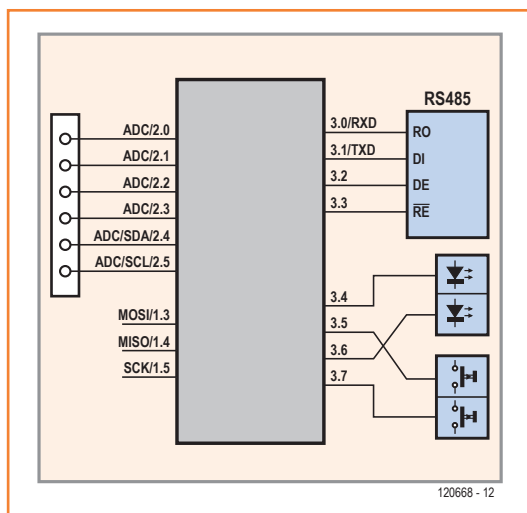 RS485
ADC/2.0
ADC/2.1
ADC/2.2
ADC/2.3
ADC/SDA/2.4
ADC/SCL/2.5
MOSI/1.3
MISO/1.4
SCK/1.5
3.0/RXD
3.1/TXD
3.2
3.3
3.4
3.5
3.6
3.7
RO
DI
DE
RE
120668 - 12